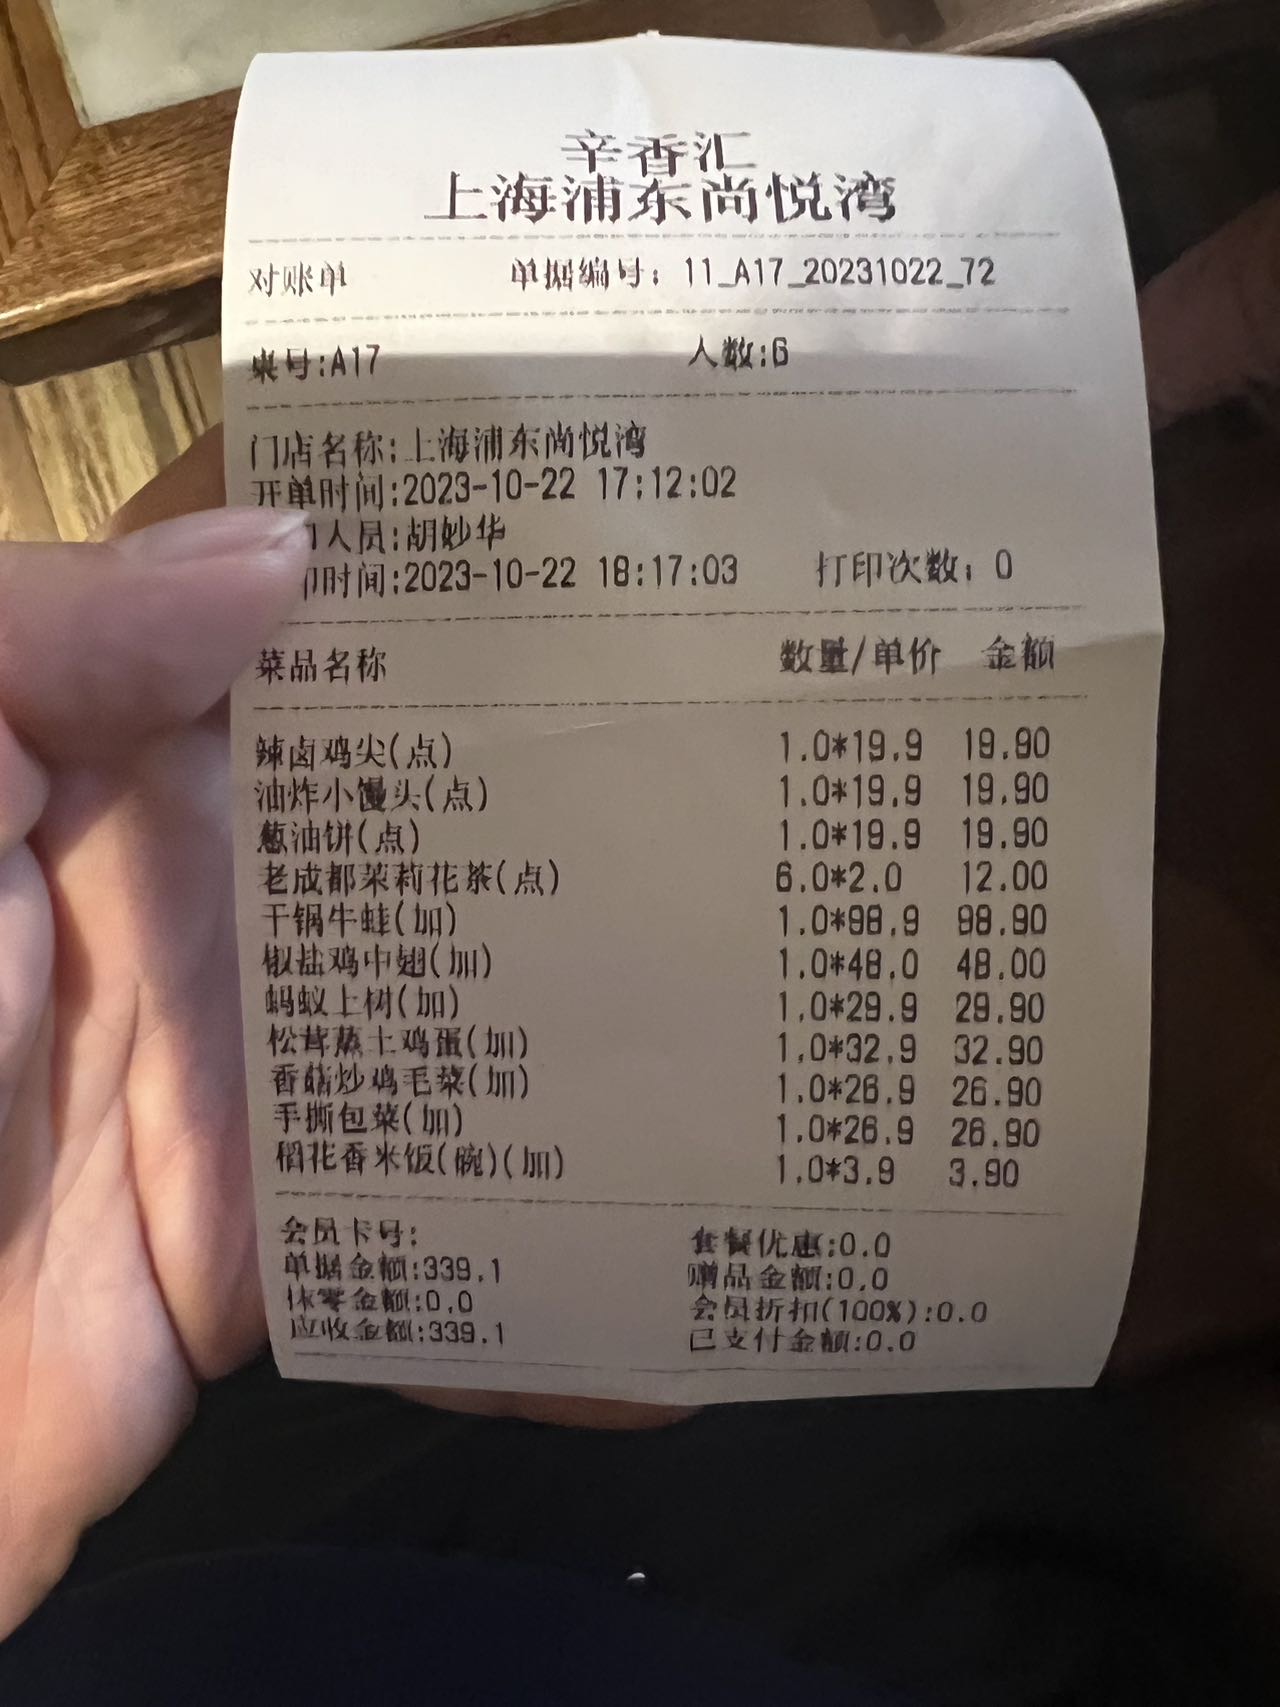 辛香汇
上海浦东尚悦湾
对账单 单据编号：11_A17_20231022_72
桌号:A17 人数:6
门店名称:上海浦东尚悦湾
开单时间:2023-10-22 17:12:02
人员:胡妙华
印时间:2023-10-22 18:17:03 打印次数：0
菜品名称 数量/单价 金额
辣卤鸡尖(点) 1.0*19.9 19.90
油炸小馒头(点) 1.0*19.9 19.90
葱油饼(点) 1.0*19.9 19.90
老成都茉莉花茶(点) 6.0*2.0 12.00
干锅牛蛙(加) 1.0*98.9 98.90
椒盐鸡中翅(加) 1.0*48.0 48.00
蚂蚁上树(加) 1.0*29.9 29.90
松茸蒸土鸡蛋(加) 1.0*32.9 32.90
香菇炒鸡毛菜(加) 1.0*26.9 26.90
手撕包菜(加) 1.0*26.9 26.90
稻花香米饭(碗)(加) 1.0*3.9 3.90
会员卡号: 套餐优惠:0.0
单据金额:339.1 赠品金额:0.0
抹零金额:0.0 会员折扣(100%):0.0
应收金额:339.1 已支付金额:0.0